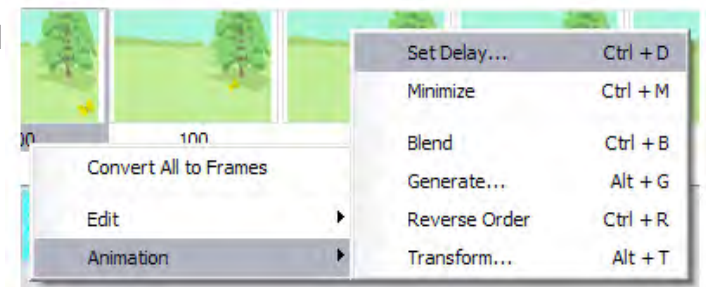 100
Convert All to Frames
Edit
Animation
Set Delay... Ctrl + D
Minimize Ctrl + M
Blend Ctrl + B
Generate... Alt + G
Reverse Order Ctrl + R
Transform... Alt + T